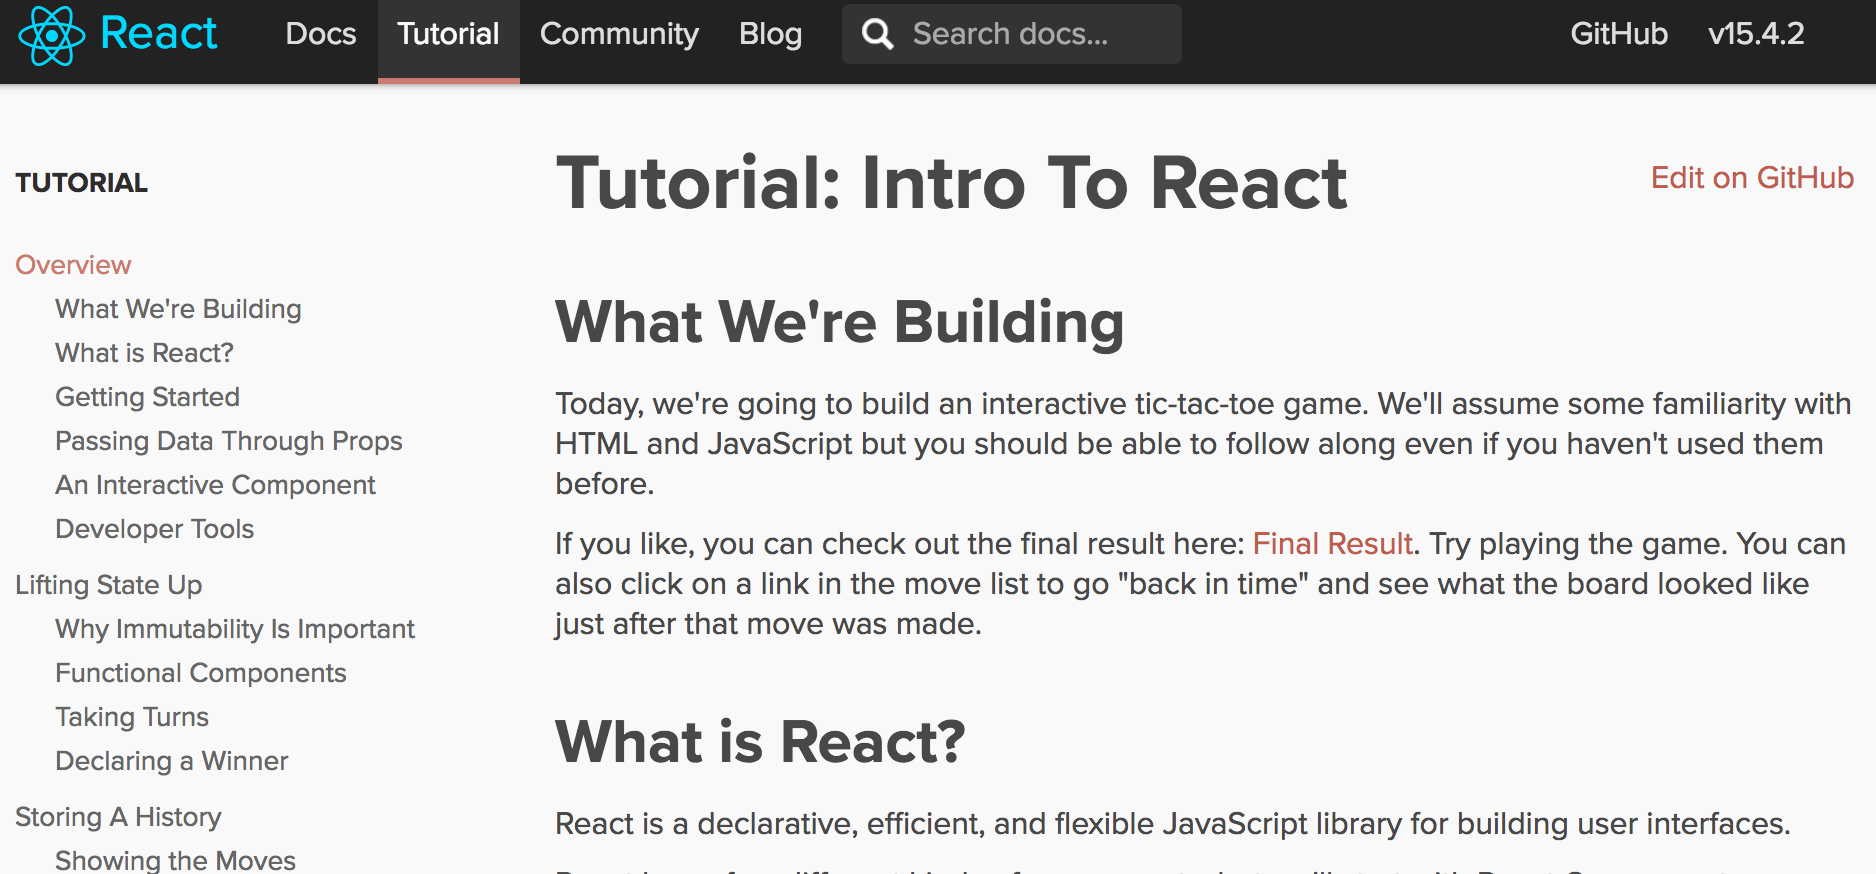 React Docs Tutorial Community Blog Search docs... GitHub v15.4.2
TUTORIAL
Overview
What We're Building
What is React?
Getting Started
Passing Data Through Props
An Interactive Component
Developer Tools
Lifting State Up
Why Immutability Is Important
Functional Components
Taking Turns
Declaring a Winner
Storing A History
Showing the Moves
Tutorial: Intro To React
Edit on GitHub
What We're Building
Today, we're going to build an interactive tic-tac-toe game. We'll assume some familiarity with
HTML and JavaScript but you should be able to follow along even if you haven't used them
before.
If you like, you can check out the final result here: Final Result. Try playing the game. You can
also click on a link in the move list to go "back in time" and see what the board looked like
just after that move was made.
What is React?
React is a declarative, efficient, and flexible JavaScript library for building user interfaces.